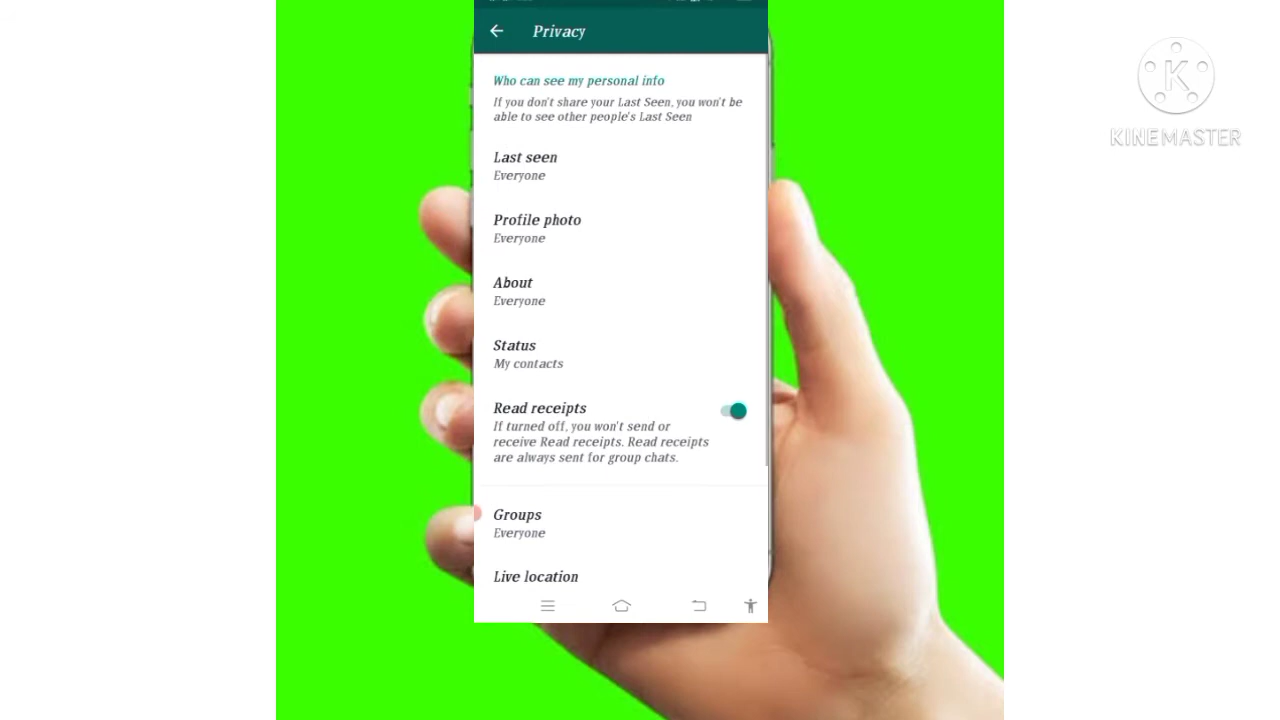 Privacy
KINEMASTER
Who can see my personal info
If you don't share your Last Seen, you won't be
able to see other people's Last Seen
Last seen
Everyone
Profile photo
Everyone
About
Everyone
Status
My contacts
Read receipts
If turned off, you won't send or
receive Read receipts. Read receipts
are always sent for group chats.
Groups
Everyone
Live location